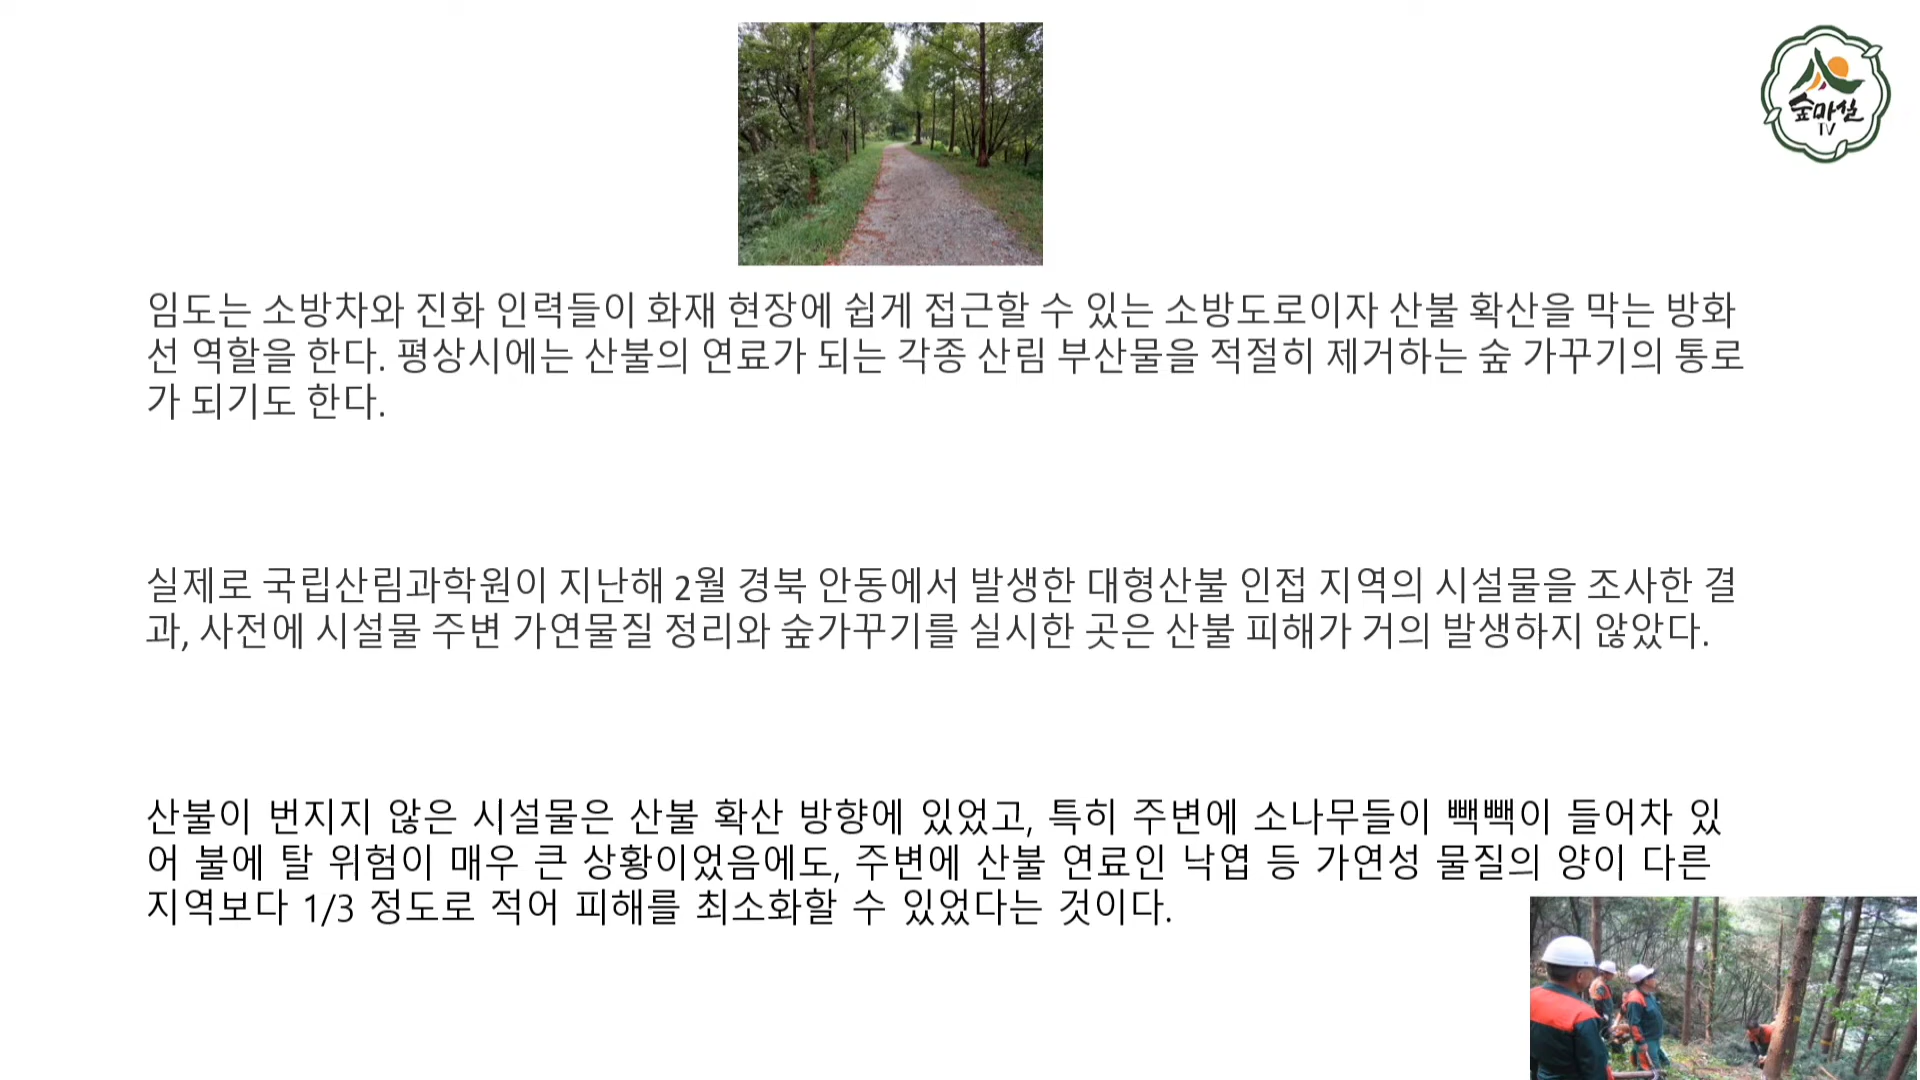 숲마실
TV
임도는 소방차와 진화 인력들이 화재 현장에 쉽게 접근할 수 있는 소방도로이자 산불 확산을 막는 방화
선 역할을 한다. 평상시에는 산불의 연료가 되는 각종 산림 부산물을 적절히 제거하는 숲 가꾸기의 통로
가 되기도 한다.
실제로 국립산림과학원이 지난해 2월 경북 안동에서 발생한 대형산불 인접 지역의 시설물을 조사한 결
과, 사전에 시설물 주변 가연물질 정리와 숲가꾸기를 실시한 곳은 산불 피해가 거의 발생하지 않았다.
산불이 번지지 않은 시설물은 산불 확산 방향에 있었고, 특히 주변에 소나무들이 빽빽이 들어차 있
어 불에 탈 위험이 매우 큰 상황이었음에도, 주변에 산불 연료인 낙엽 등 가연성 물질의 양이 다른
지역보다 1/3 정도로 적어 피해를 최소화할 수 있었다는 것이다.